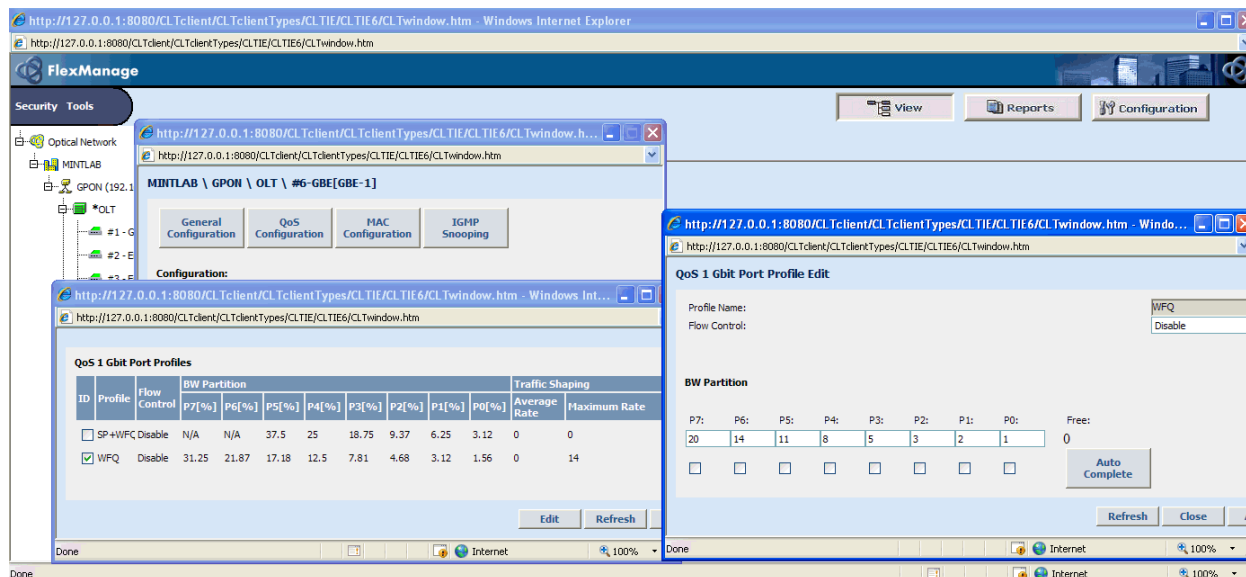 http://127.0.0.1:8080/CLTclient/CLTclientTypes/CLTIE/CLTIE6/CLTwindow.htm - Windows Internet Explorer
http://127.0.0.1:8080/CLTclient/CLTclientTypes/CLTIE/CLTIE6/CLTwindow.htm
FlexManage
Security Tools
View Reports Configuration
Optical Network
MINTLAB
GPON (192.1
*OLT
#1 - G
#2 - E
#3 - E
http://127.0.0.1:8080/CLTclient/CLTclientTypes/CLTIE/CLTIE6/CLTwindow.h...
http://127.0.0.1:8080/CLTclient/CLTclientTypes/CLTIE/CLTIE6/CLTwindow.htm
MINTLAB \ GPON \ OLT \ #6-GBE[GBE-1]
General Configuration QoS Configuration MAC Configuration IGMP Snooping
Configuration:
http://127.0.0.1:8080/CLTclient/CLTclientTypes/CLTIE/CLTIE6/CLTwindow.htm - Windows Int...
http://127.0.0.1:8080/CLTclient/CLTclientTypes/CLTIE/CLTIE6/CLTwindow.htm
QoS 1 Gbit Port Profiles
ID Profile Flow Control BW Partition Traffic Shaping
P7[%] P6[%] P5[%] P4[%] P3[%] P2[%] P1[%] P0[%] Average Rate Maximum Rate
SP+WFQ Disable N/A N/A 37.5 25 18.75 9.37 6.25 3.12 0 0
WFQ Disable 31.25 21.87 17.18 12.5 7.81 4.68 3.12 1.56 0 14
Edit Refresh
Done Internet 100%
http://127.0.0.1:8080/CLTclient/CLTclientTypes/CLTIE/CLTIE6/CLTwindow.htm - Windo...
http://127.0.0.1:8080/CLTclient/CLTclientTypes/CLTIE/CLTIE6/CLTwindow.htm
QoS 1 Gbit Port Profile Edit
Profile Name: WFQ
Flow Control: Disable
BW Partition
P7: P6: P5: P4: P3: P2: P1: P0: Free:
20 14 11 8 5 3 2 1 0
Auto Complete
Refresh Close
Done Internet 100%
Done Internet 100%